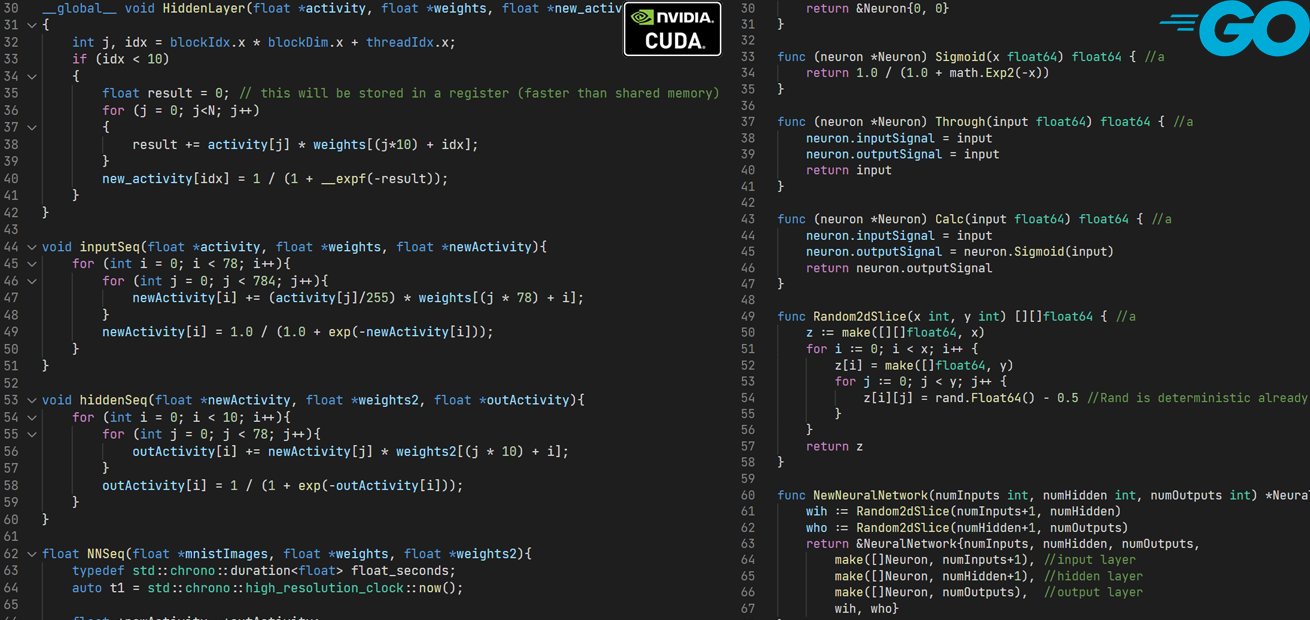 30 __global__ void HiddenLayer(float *activity, float *weights, float *new_activ
31 {
32 int j, idx = blockIdx.x * blockDim.x + threadIdx.x;
33 if (idx < 10)
34 {
35 float result = 0; // this will be stored in a register (faster than shared memory)
36 for (j = 0; j<N; j++)
37 {
38 result += activity[j] * weights[(j*10) + idx];
39 }
40 new_activity[idx] = 1 / (1 + __expf(-result));
41 }
42 }
43
44 void inputSeq(float *activity, float *weights, float *newActivity){
45 for (int i = 0; i < 78; i++){
46 for (int j = 0; j < 784; j++){
47 newActivity[i] += (activity[j]/255) * weights[(j * 78) + i];
48 }
49 newActivity[i] = 1.0 / (1.0 + exp(-newActivity[i]));
50 }
51 }
52
53 void hiddenSeq(float *newActivity, float *weights2, float *outActivity){
54 for (int i = 0; i < 10; i++){
55 for (int j = 0; j < 78; j++){
56 outActivity[i] += newActivity[j] * weights2[(j * 10) + i];
57 }
58 outActivity[i] = 1 / (1 + exp(-outActivity[i]));
59 }
60 }
61
62 float NNSeq(float *mnistImages, float *weights, float *weights2){
63 typedef std::chrono::duration<float> float_seconds;
64 auto t1 = std::chrono::high_resolution_clock::now();
65
NVIDIA.
CUDA.
30 return &Neuron{0, 0}
31 }
32
33 func (neuron *Neuron) Sigmoid(x float64) float64 { //a
34 return 1.0 / (1.0 + math.Exp2(-x))
35 }
36
37 func (neuron *Neuron) Through(input float64) float64 { //a
38 neuron.inputSignal = input
39 neuron.outputSignal = input
40 return input
41 }
42
43 func (neuron *Neuron) Calc(input float64) float64 { //a
44 neuron.inputSignal = input
45 neuron.outputSignal = neuron.Sigmoid(input)
46 return neuron.outputSignal
47 }
48
49 func Random2dSlice(x int, y int) [][]float64 { //a
50 z := make([][]float64, x)
51 for i := 0; i < x; i++ {
52 z[i] = make([]float64, y)
53 for j := 0; j < y; j++ {
54 z[i][j] = rand.Float64() - 0.5 //Rand is deterministic already
55 }
56 }
57 return z
58 }
59
60 func NewNeuralNetwork(numInputs int, numHidden int, numOutputs int) *Neura
61 wih := Random2dSlice(numInputs+1, numHidden)
62 who := Random2dSlice(numHidden+1, numOutputs)
63 return &NeuralNetwork{numInputs, numHidden, numOutputs,
64 make([]Neuron, numInputs+1), //input layer
65 make([]Neuron, numHidden+1), //hidden layer
66 make([]Neuron, numOutputs), //output layer
67 wih, who}
GO